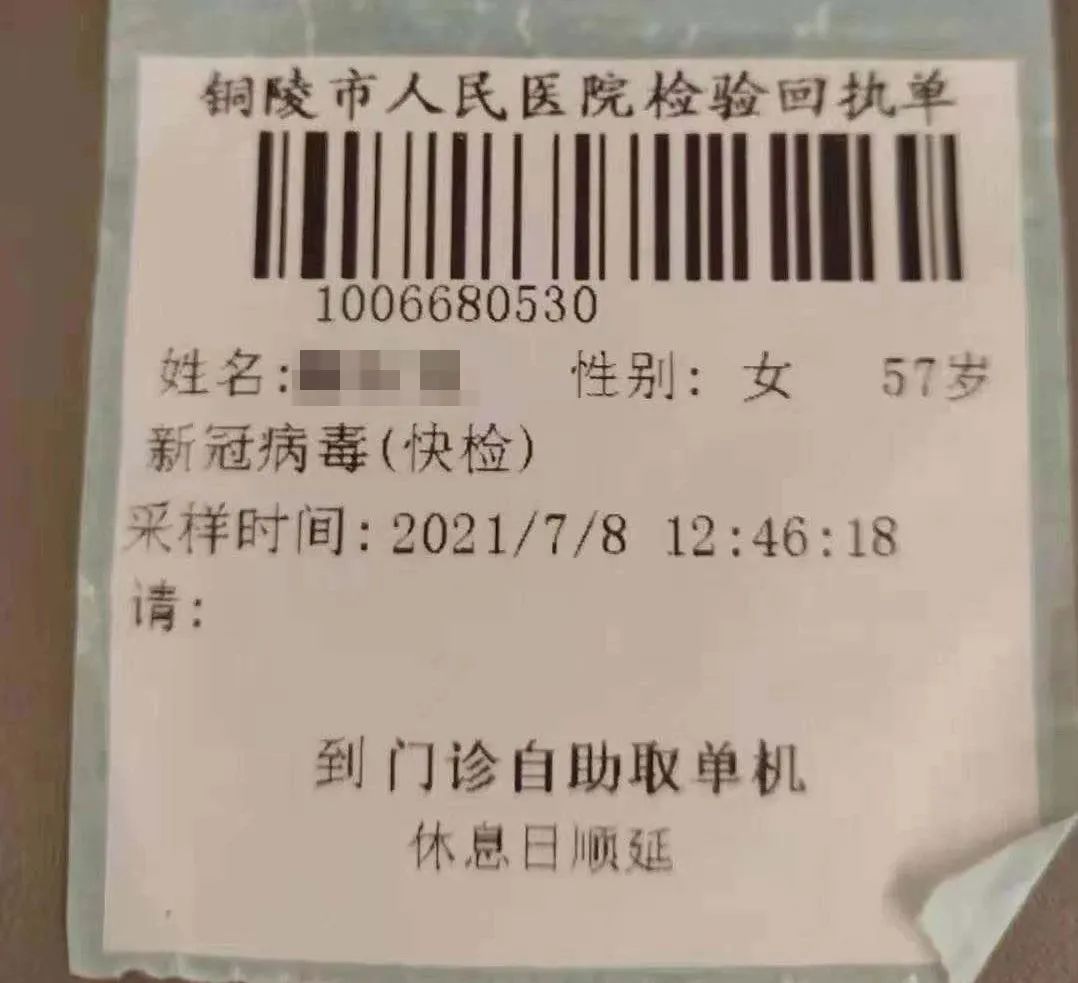 铜陵市人民医院检验回执单
1006680530
姓名: 性别: 女 57岁
新冠病毒(快检)
采样时间:2021/7/8 12:46:18
请:
到门诊自助取单机
休息日顺延